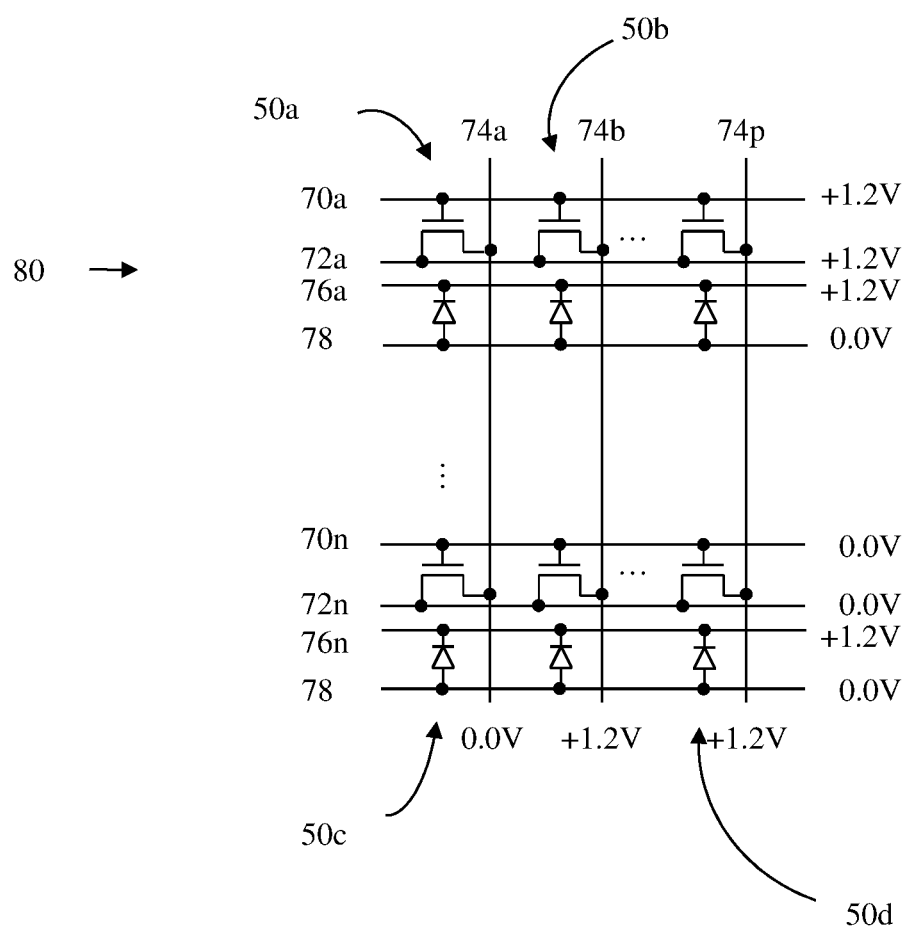 50b
50a
74a 74b 74p
70a +1.2V
...
72a +1.2V
80
76a +1.2V
78 0.0V
...
70n 0.0V
...
72n 0.0V
76n +1.2V
78 0.0V
0.0V +1.2V +1.2V
50c
50d